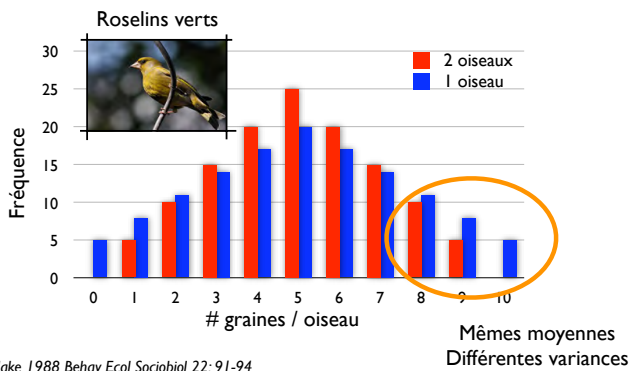 Roselins verts
30
2 oiseaux
1 oiseau
25
20
15
10
5
0
Fréquence
0 1 2 3 4 5 6 7 8 9 10
# graines / oiseau
Mêmes moyennes
Différentes variances
1988 Behav Ecol Sociobiol 22: 91-94